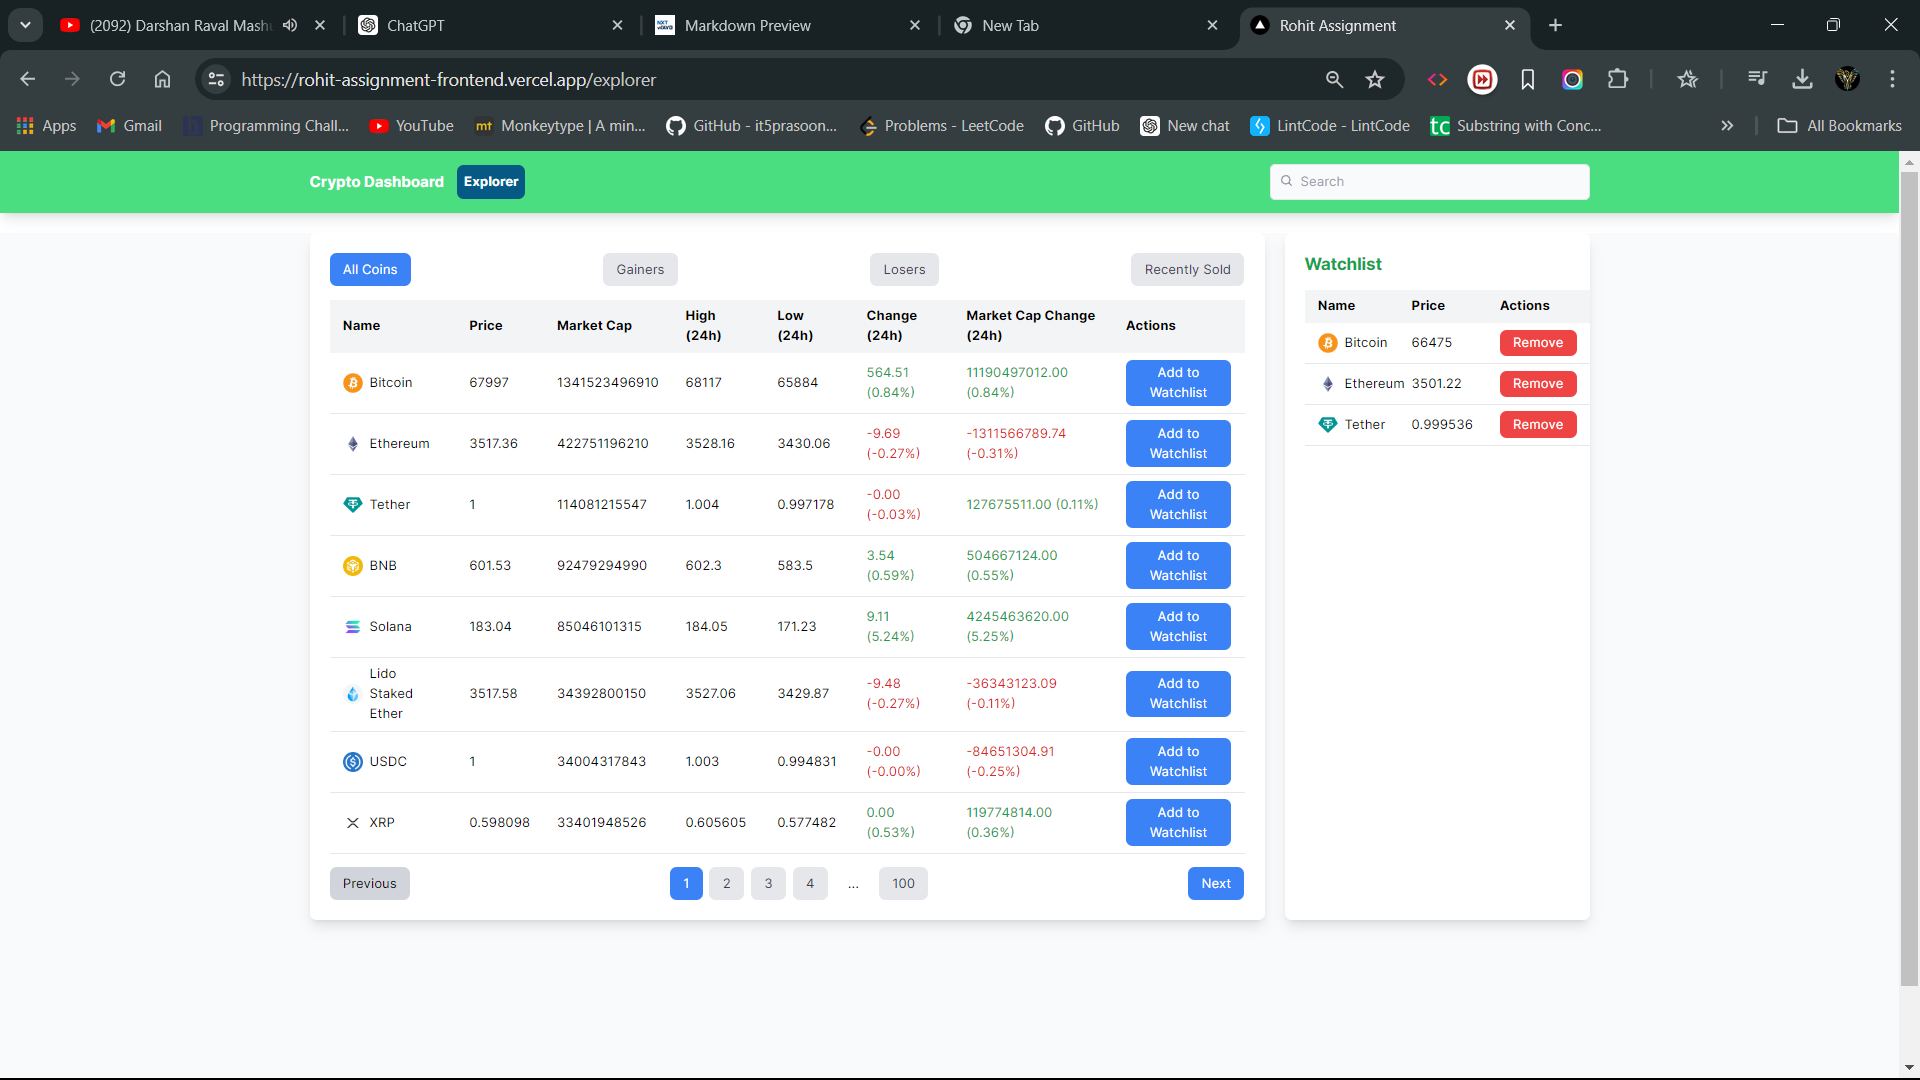 (2092) Darshan Raval Mash
ChatGPT
Markdown Preview
New Tab
Rohit Assignment
https://rohit-assignment-frontend.vercel.app/explorer
Apps
Gmail
Programming Chall...
YouTube
mt Monkeytype | A min...
GitHub - it5prasoon...
Problems - LeetCode
GitHub
New chat
LintCode - LintCode
tc Substring with Conc...
All Bookmarks
Crypto Dashboard Explorer
Search
All Coins Gainers Losers Recently Sold
Name Price Market Cap High (24h) Low (24h) Change (24h) Market Cap Change (24h) Actions
Bitcoin 67997 1341523496910 68117 65884 564.51 (0.84%) 11190497012.00 (0.84%) Add to Watchlist
Ethereum 3517.36 422751196210 3528.16 3430.06 -9.69 (-0.27%) -1311566789.74 (-0.31%) Add to Watchlist
Tether 1 114081215547 1.004 0.997178 -0.00 (-0.03%) 127675511.00 (0.11%) Add to Watchlist
BNB 601.53 92479294990 602.3 583.5 3.54 (0.59%) 504667124.00 (0.55%) Add to Watchlist
Solana 183.04 85046101315 184.05 171.23 9.11 (5.24%) 4245463620.00 (5.25%) Add to Watchlist
Lido Staked Ether 3517.58 34392800150 3527.06 3429.87 -9.48 (-0.27%) -36343123.09 (-0.11%) Add to Watchlist
USDC 1 34004317843 1.003 0.994831 -0.00 (-0.00%) -84651304.91 (-0.25%) Add to Watchlist
XRP 0.598098 33401948526 0.605605 0.577482 0.00 (0.53%) 119774814.00 (0.36%) Add to Watchlist
Previous 1 2 3 4 ... 100 Next
Watchlist
Name Price Actions
Bitcoin 66475 Remove
Ethereum 3501.22 Remove
Tether 0.999536 Remove